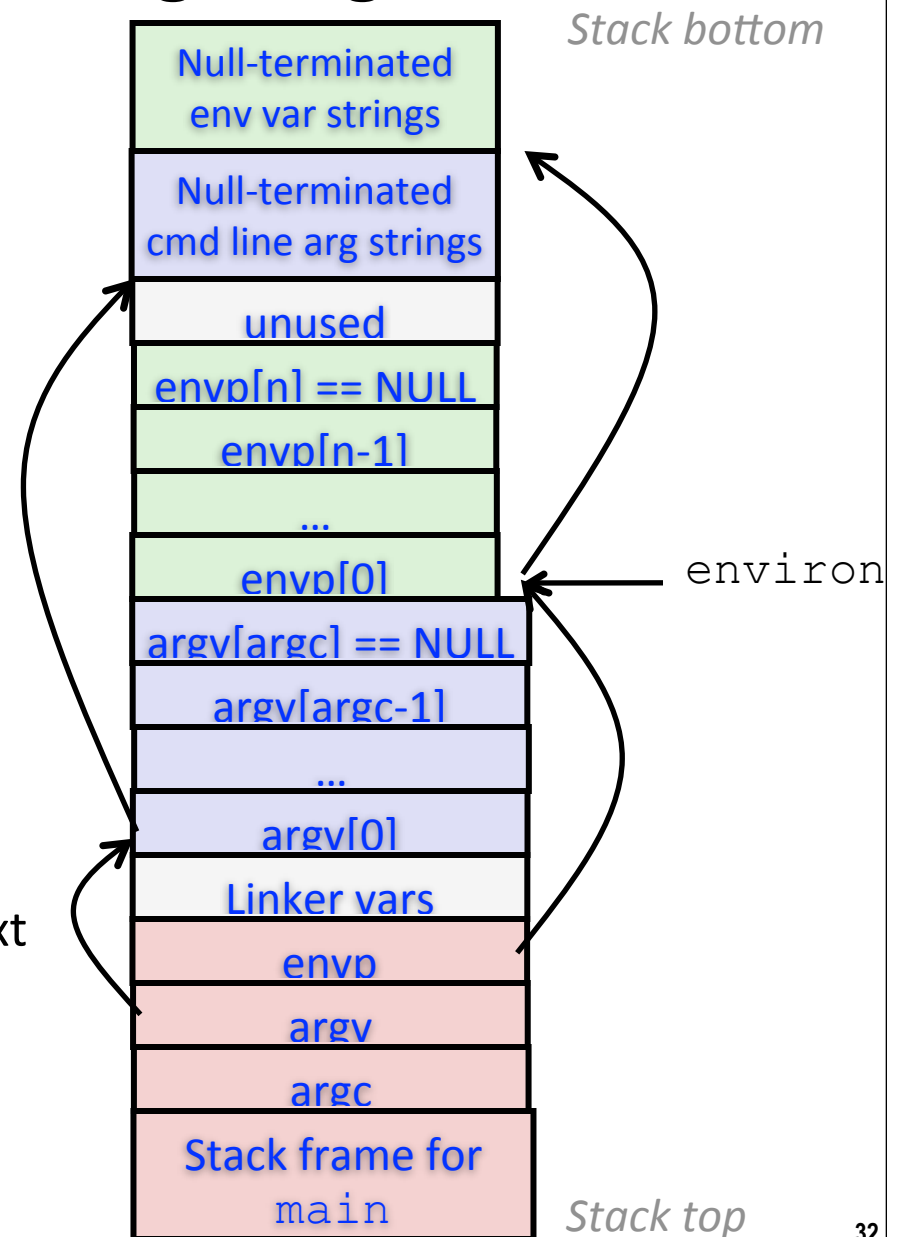 Stack bottom
Null-terminated
env var strings
Null-terminated
cmd line arg strings
unused
envp[n] == NULL
envp[n-1]
…
envp[0]
environ
argv[argc] == NULL
argv[argc-1]
…
argv[0]
Linker vars
envp
argv
argc
Stack frame for
main
Stack top
32